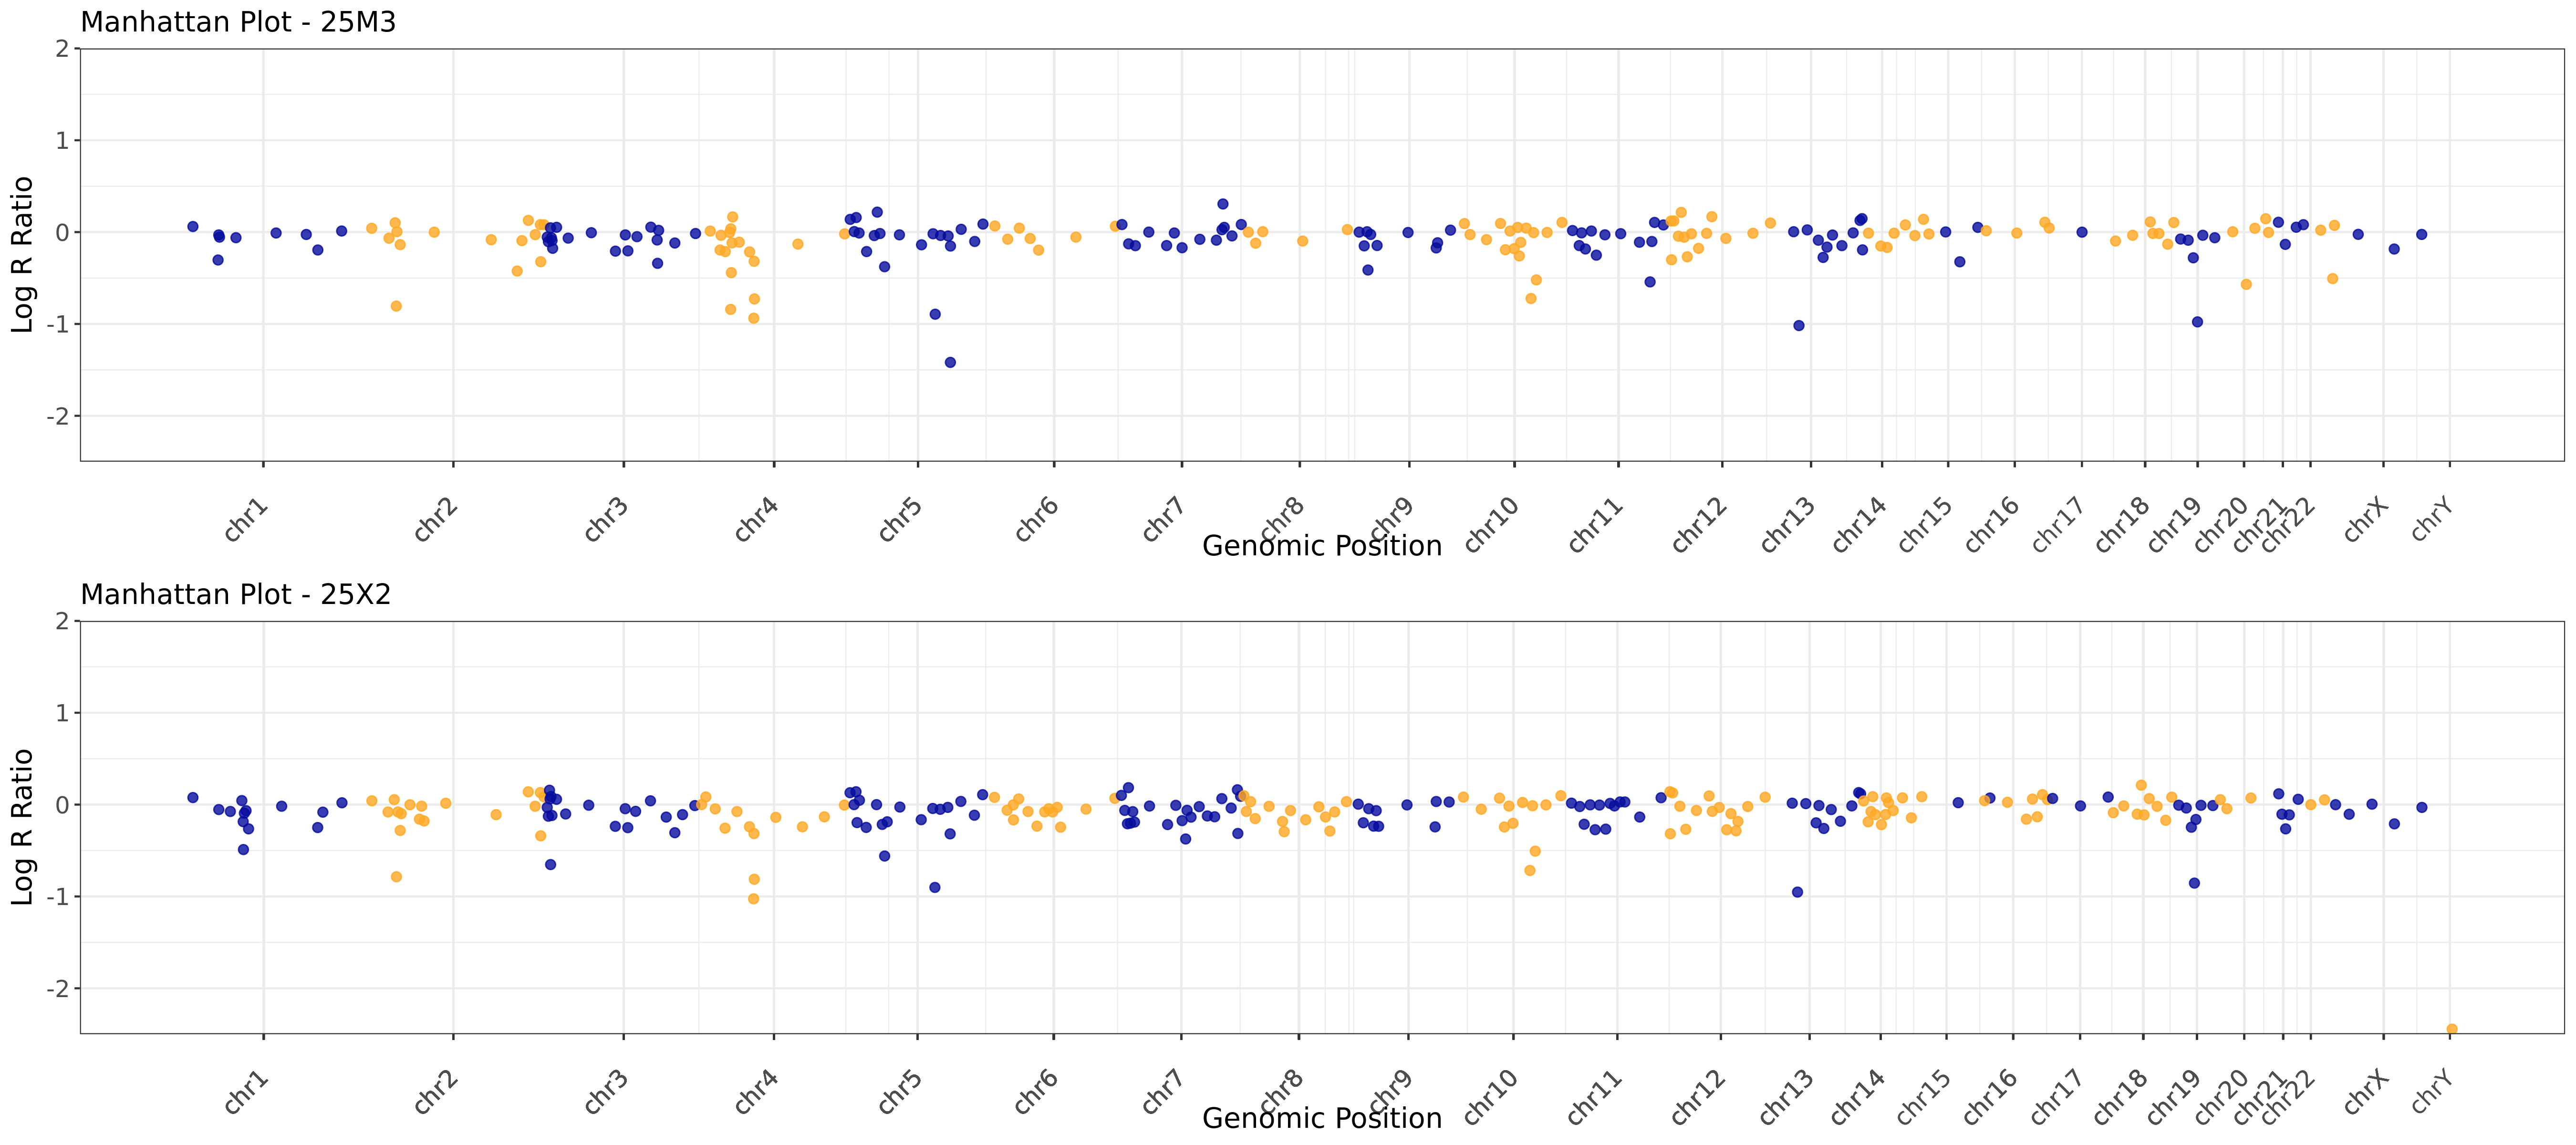 Manhattan Plot - 25M3
2
1
0
-1
-2
Log R Ratio
chr1 chr2 chr3 chr4 chr5 chr6 chr7 chr8 chr9 chr10 chr11 chr12 chr13 chr14 chr15 chr16 chr17 chr18 chr19 chr20 chr21 chr22 chrX chrY
Genomic Position
Manhattan Plot - 25X2
2
1
0
-1
-2
Log R Ratio
chr1 chr2 chr3 chr4 chr5 chr6 chr7 chr8 chr9 chr10 chr11 chr12 chr13 chr14 chr15 chr16 chr17 chr18 chr19 chr20 chr21 chr22 chrX chrY
Genomic Position